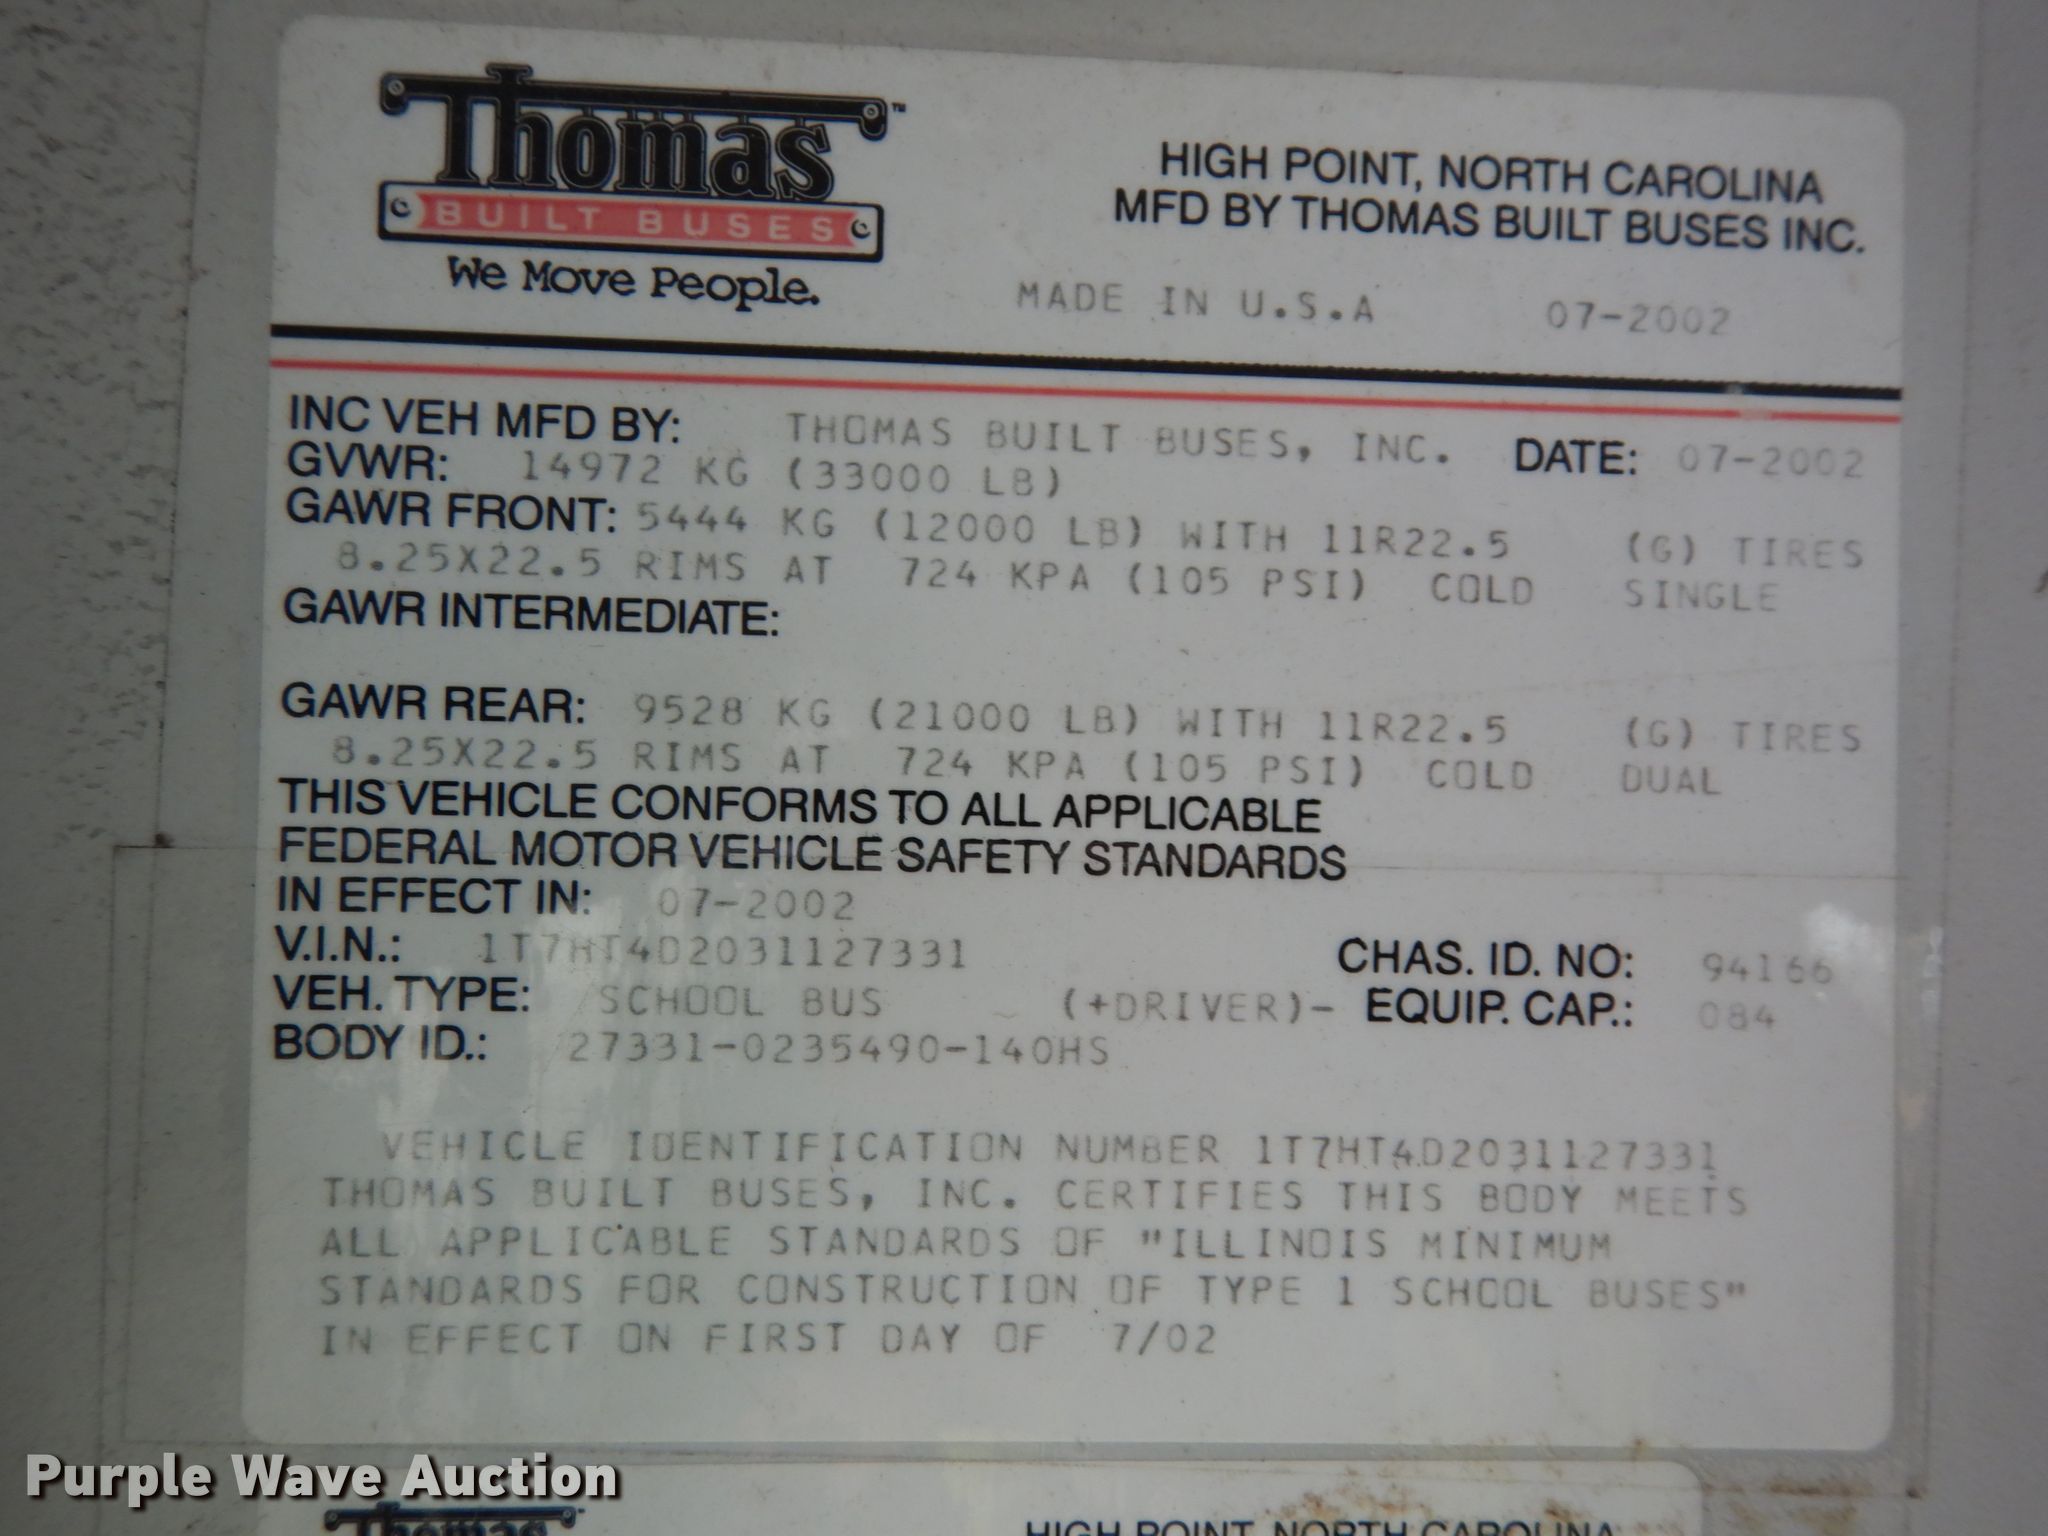 Thomas™
BUILT BUSES
We Move People.
HIGH POINT, NORTH CAROLINA
MFD BY THOMAS BUILT BUSES INC.
MADE IN U.S.A 07-2002
INC VEH MFD BY: THOMAS BUILT BUSES, INC. DATE: 07-2002
GVWR: 14972 KG (33000 LB)
GAWR FRONT: 5444 KG (12000 LB) WITH 11R22.5 (G) TIRES
8.25X22.5 RIMS AT 724 KPA (105 PSI) COLD SINGLE
GAWR INTERMEDIATE:
GAWR REAR: 9528 KG (21000 LB) WITH 11R22.5 (G) TIRES
8.25X22.5 RIMS AT 724 KPA (105 PSI) COLD DUAL
THIS VEHICLE CONFORMS TO ALL APPLICABLE
FEDERAL MOTOR VEHICLE SAFETY STANDARDS
IN EFFECT IN: 07-2002
V.I.N.: 1T7HT4D2031127331 CHAS. ID. NO: 94166
VEH. TYPE: SCHOOL BUS (+DRIVER)- EQUIP. CAP.: 084
BODY ID.: 27331-0235490-140HS
VEHICLE IDENTIFICATION NUMBER 1T7HT4D2031127331
THOMAS BUILT BUSES, INC. CERTIFIES THIS BODY MEETS
ALL APPLICABLE STANDARDS OF "ILLINOIS MINIMUM
STANDARDS FOR CONSTRUCTION OF TYPE 1 SCHOOL BUSES"
IN EFFECT ON FIRST DAY OF 7/02
Purple Wave Auction
Thomas
HIGH POINT, NORTH CAROLINA